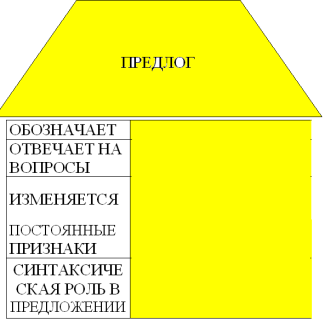 ПРЕДЛОГ
ОБОЗНАЧАЕТ
ОТВЕЧАЕТ НА
ВОПРОСЫ
ИЗМЕНЯЕТСЯ
ПОСТОЯННЫЕ
ПРИЗНАКИ
СИНТАКСИЧЕ
СКАЯ РОЛЬ В
ПРЕДЛОЖЕНИИ